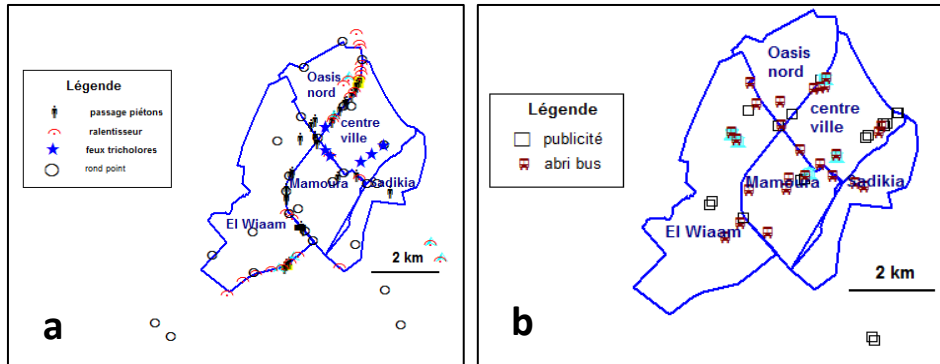 Légende
passage piétons
ralentisseur
feux tricholores
rond point
Oasis
nord
centre
ville
Mamoura
Sadikia
El Wiaam
2 km
a
Légende
publicité
abri bus
Oasis
nord
centre
ville
Mamoura
Sadikia
El Wiaam
2 km
b